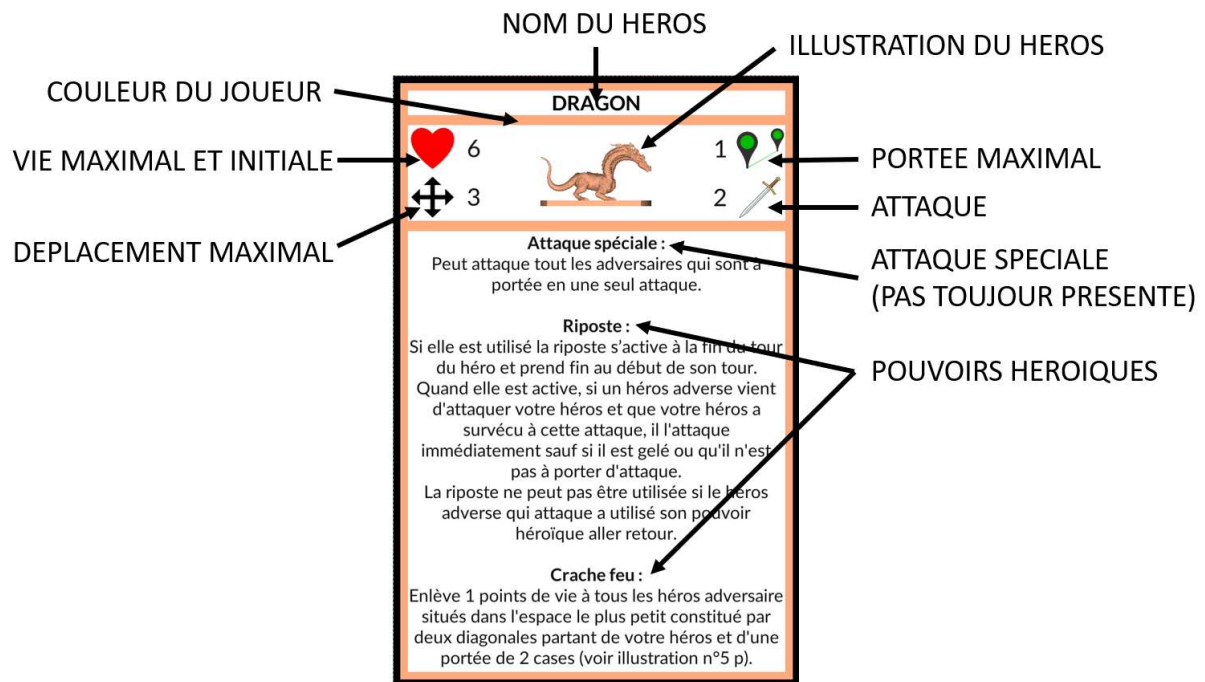 NOM DU HEROS
ILLUSTRATION DU HEROS
COULEUR DU JOUEUR
DRAGON
VIE MAXIMAL ET INITIALE
6
1
PORTEE MAXIMAL
3
2
ATTAQUE
DEPLACEMENT MAXIMAL
Attaque spéciale :
Peut attaque tout les adversaires qui sont à
portée en une seul attaque.
ATTAQUE SPECIALE
(PAS TOUJOUR PRESENTE)
Riposte :
Si elle est utilisé la riposte s'active à la fin du tour
du héro et prend fin au début de son tour.
Quand elle est active, si un héros adverse vient
d'attaquer votre héros et que votre héros a
survécu à cette attaque, il l'attaque
immédiatement sauf si il est gelé ou qu'il n'est
pas à porter d'attaque.
La riposte ne peut pas être utilisée si le héros
adverse qui attaque a utilisé son pouvoir
héroïque aller retour.
POUVOIRS HEROIQUES
Crache feu :
Enlève 1 points de vie à tous les héros adversaire
situés dans l'espace le plus petit constitué par
deux diagonales partant de votre héros et d'une
portée de 2 cases (voir illustration n°5 p).